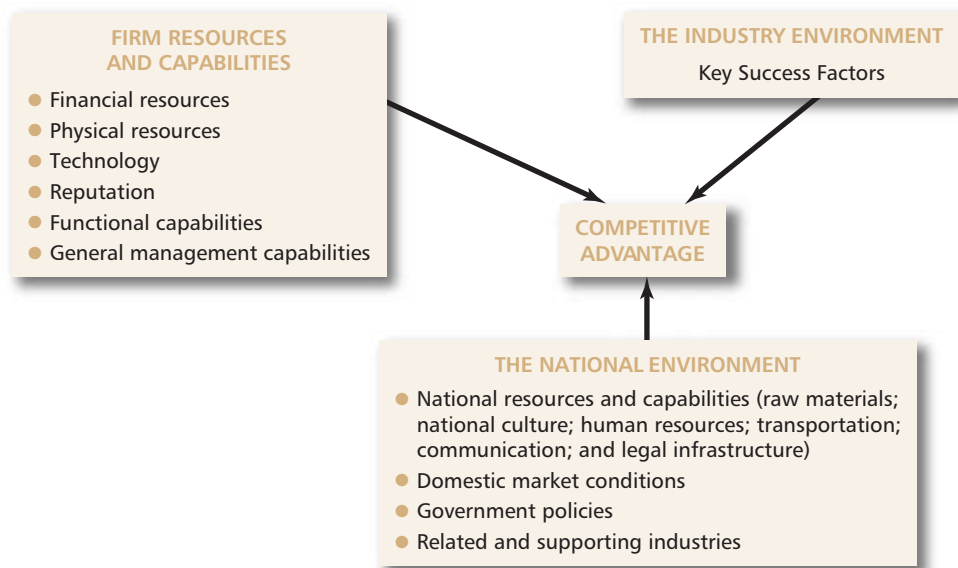 FIRM RESOURCES
AND CAPABILITIES
Financial resources
Physical resources
Technology
Reputation
Functional capabilities
General management capabilities
THE INDUSTRY ENVIRONMENT
Key Success Factors
COMPETITIVE
ADVANTAGE
THE NATIONAL ENVIRONMENT
National resources and capabilities (raw materials;
national culture; human resources; transportation;
communication; and legal infrastructure)
Domestic market conditions
Government policies
Related and supporting industries